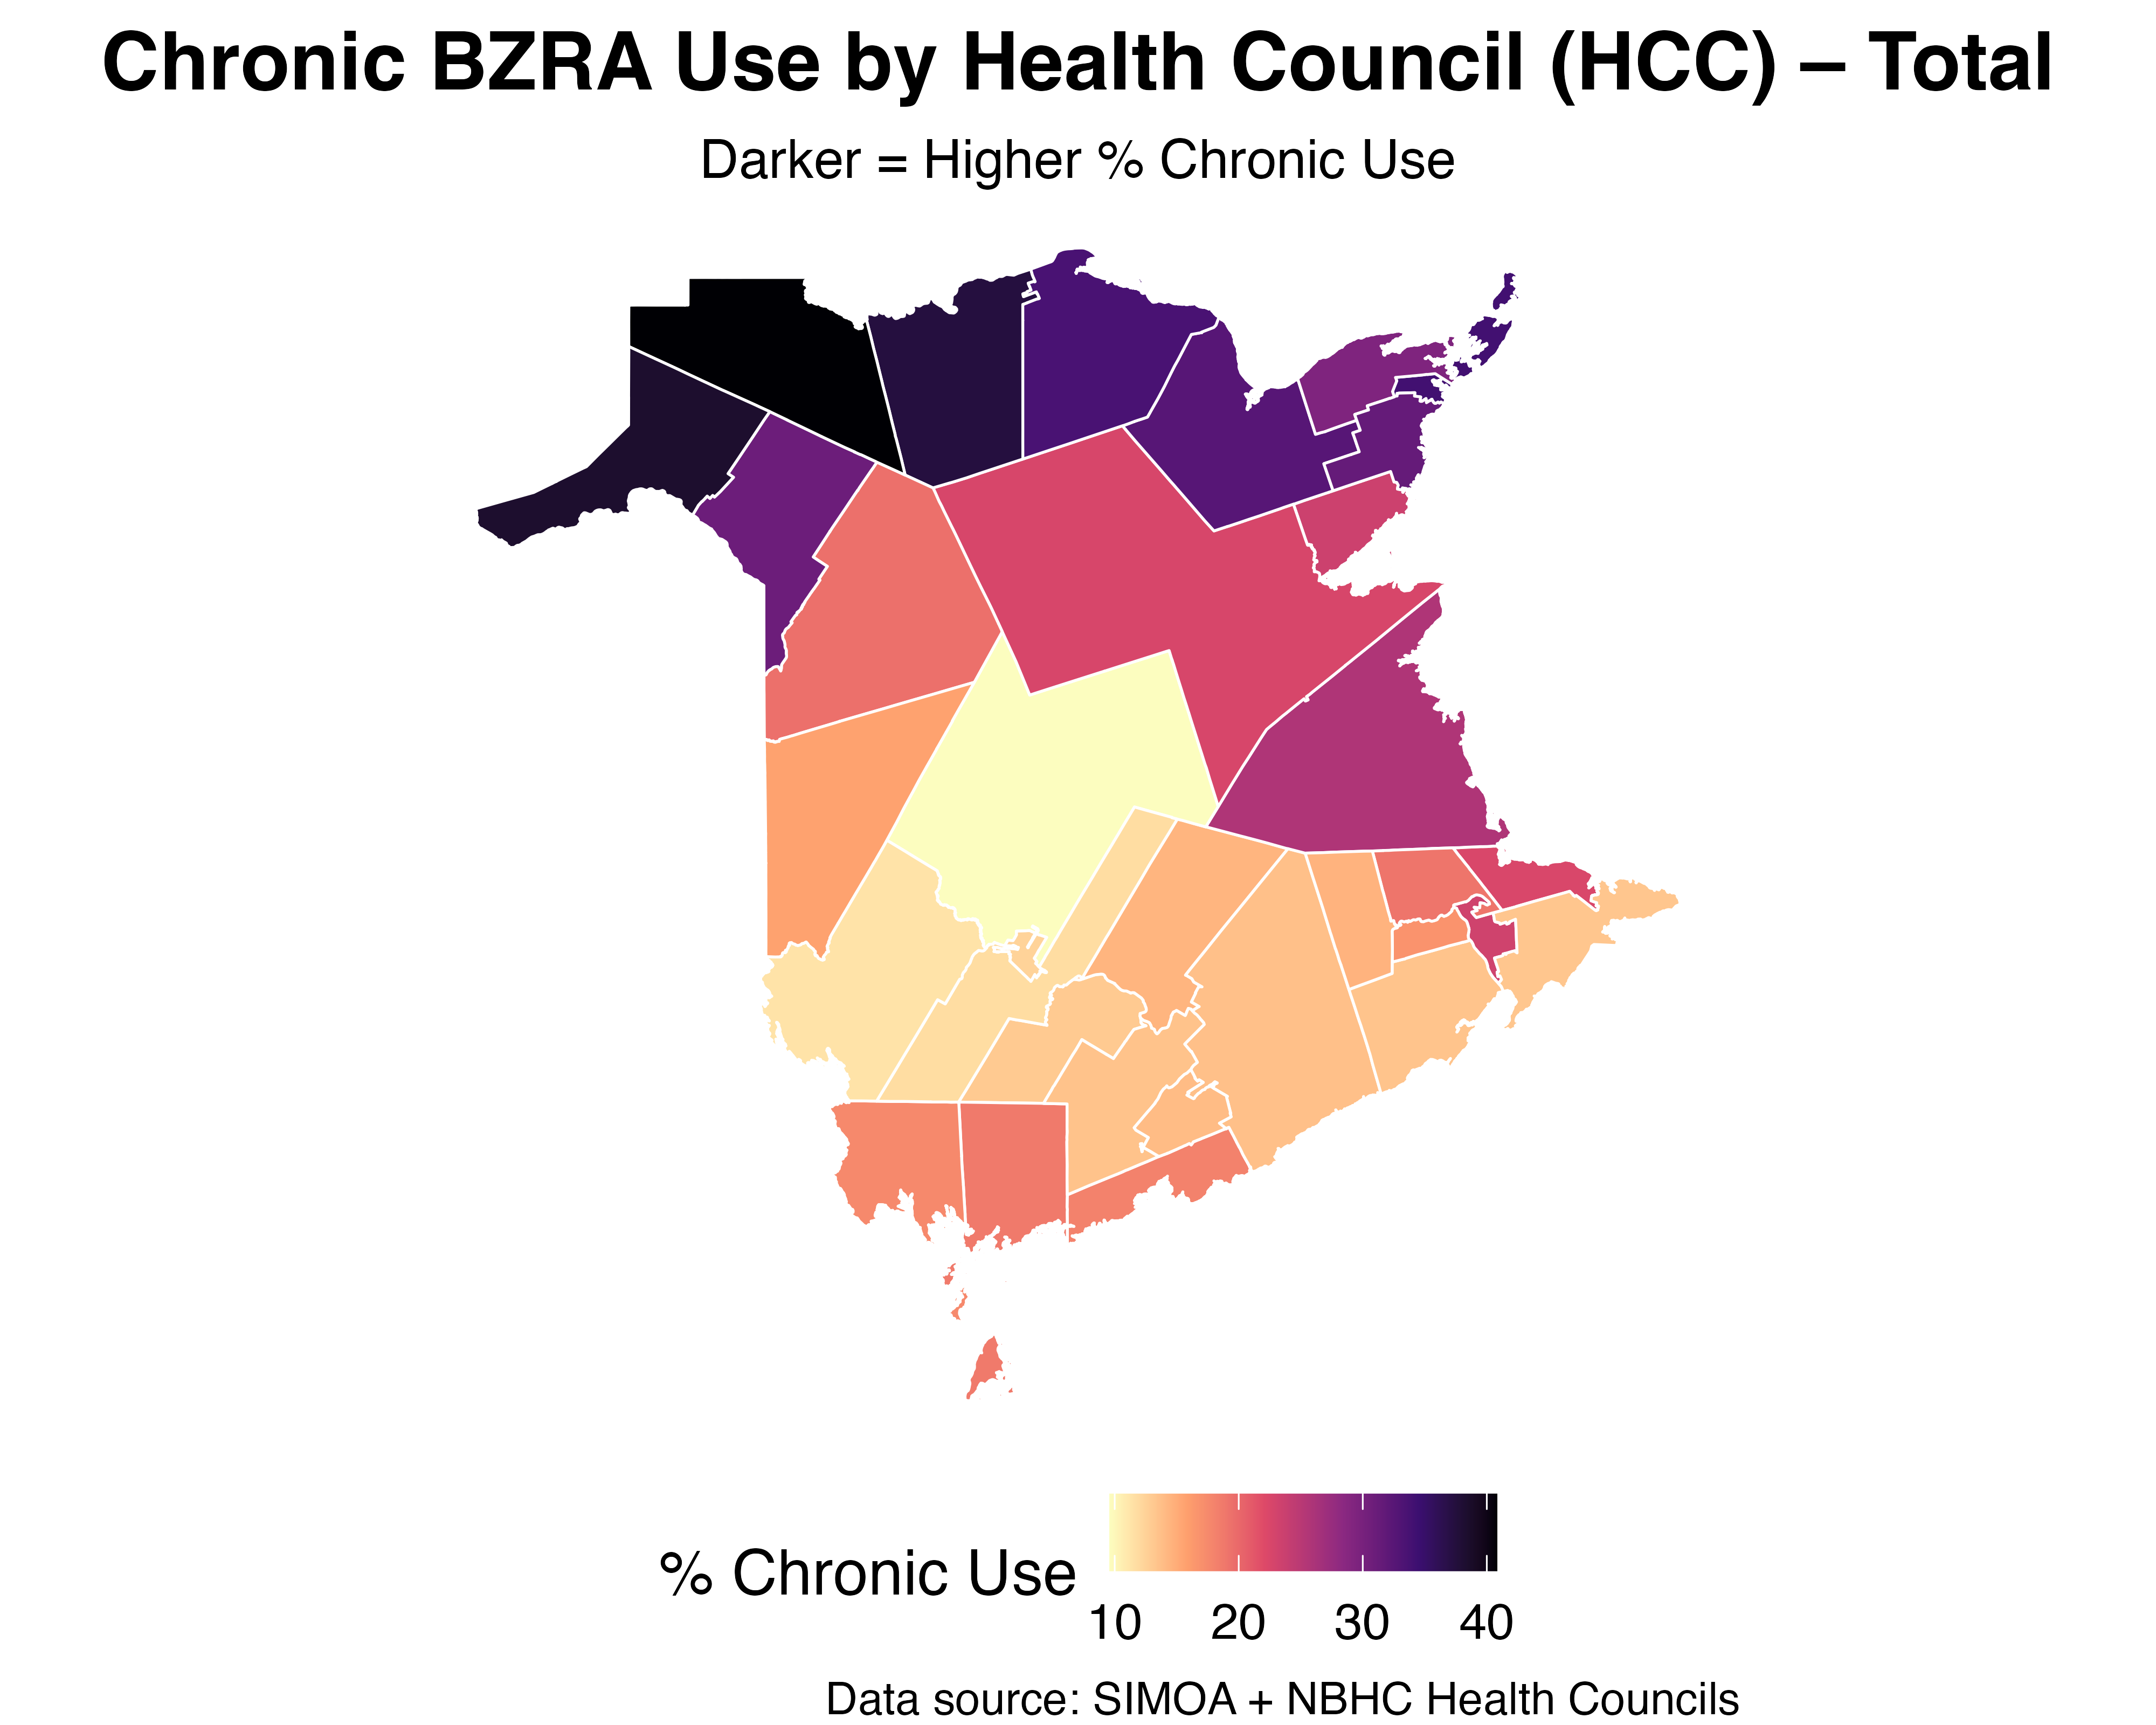 Chronic BZRA Use by Health Council (HCC) – Total
Darker = Higher % Chronic Use
% Chronic Use
10 20 30 40
Data source: SIMOA + NBHC Health Councils